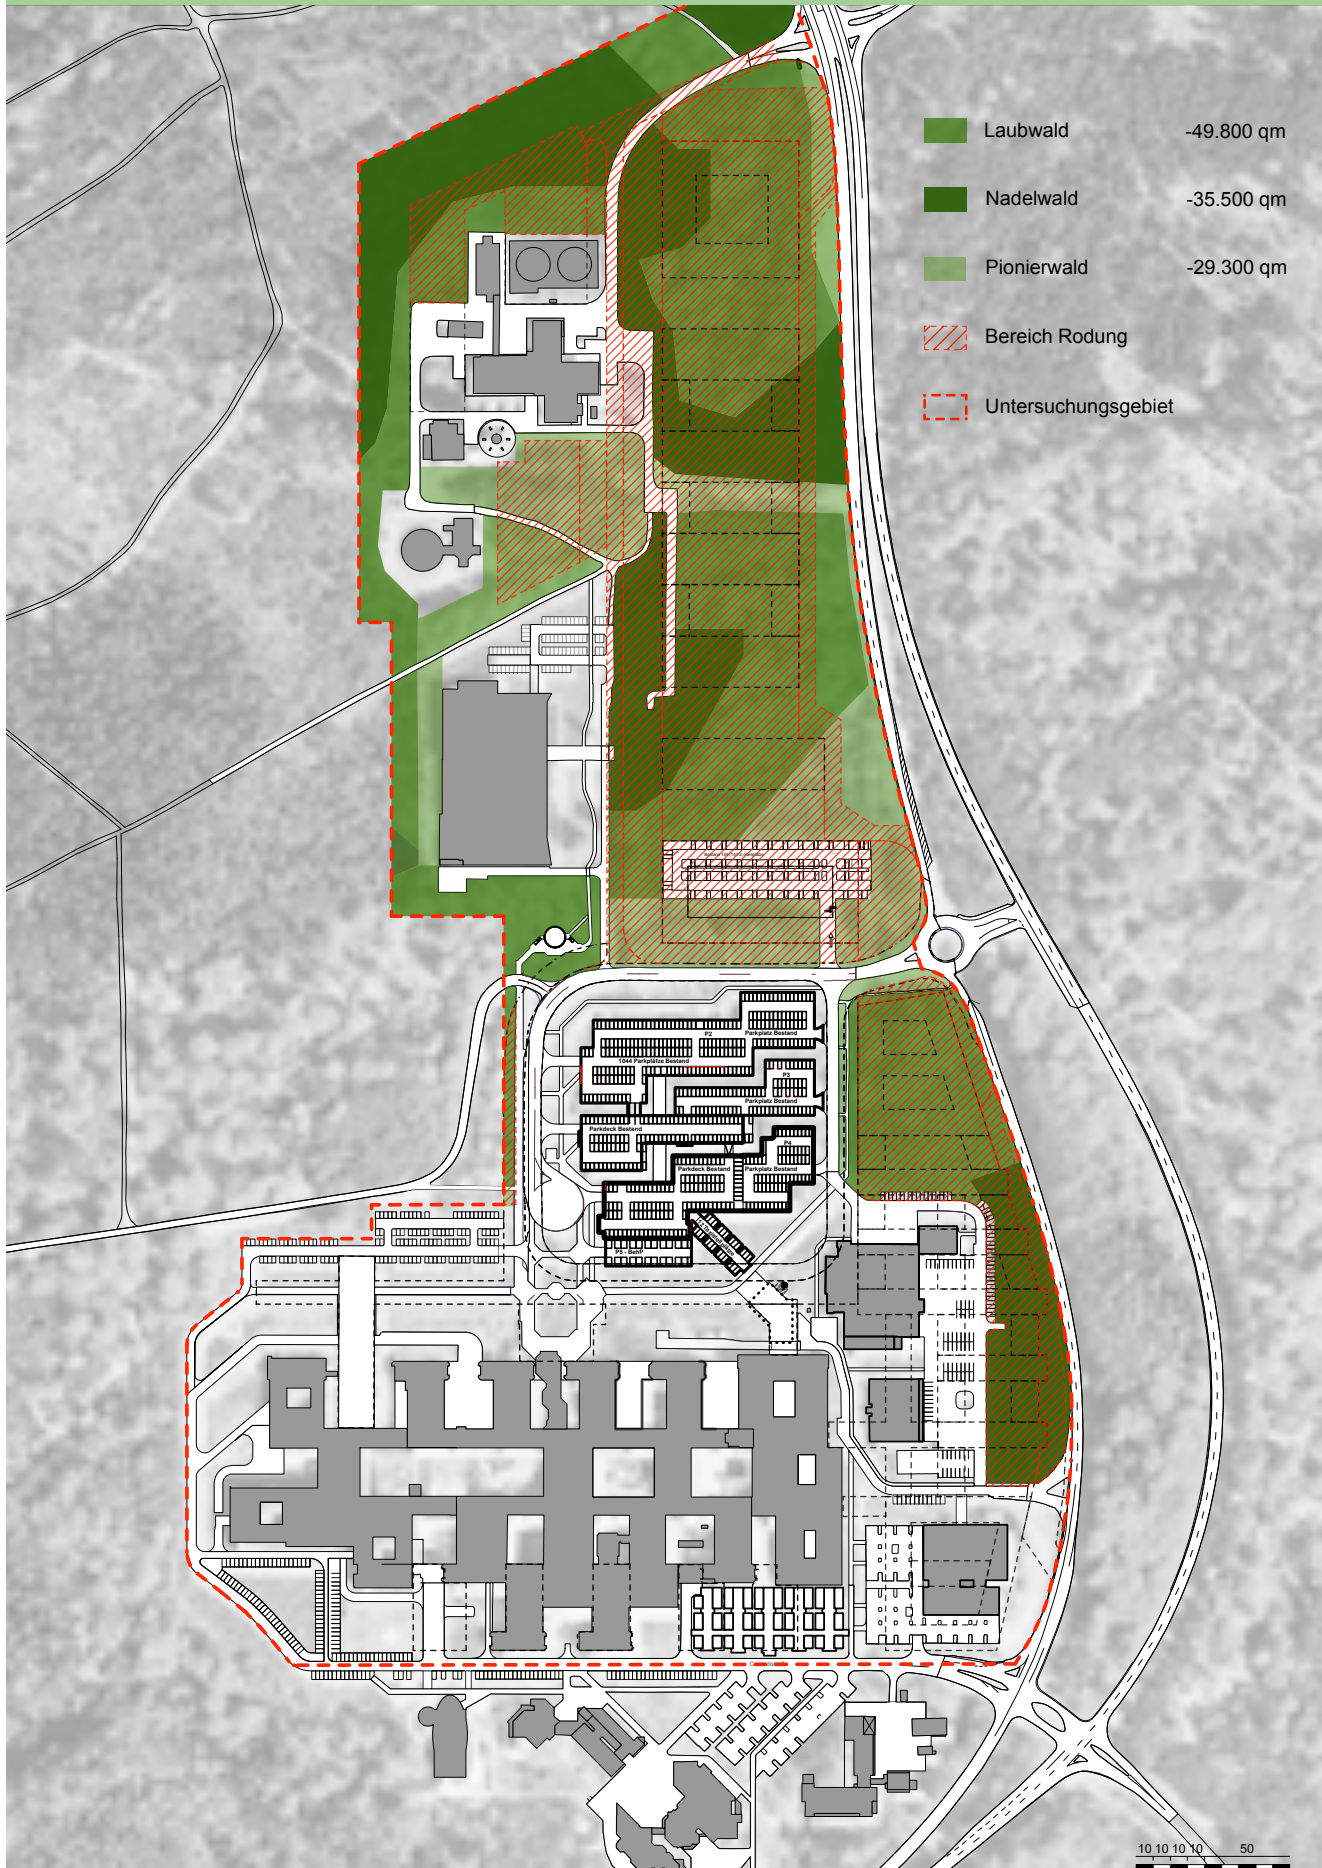 Laubwald -49.800 qm
Nadelwald -35.500 qm
Pionierwald -29.300 qm
Bereich Rodung
Untersuchungsgebiet
P2
Parkplatz Bestand
1044 Parkplätze Bestand
P3
Parkplatz Bestand
Parkdeck Bestand
P4
Parkdeck Bestand
Parkplatz Bestand
P5 - BehP
10 10 10 10 50